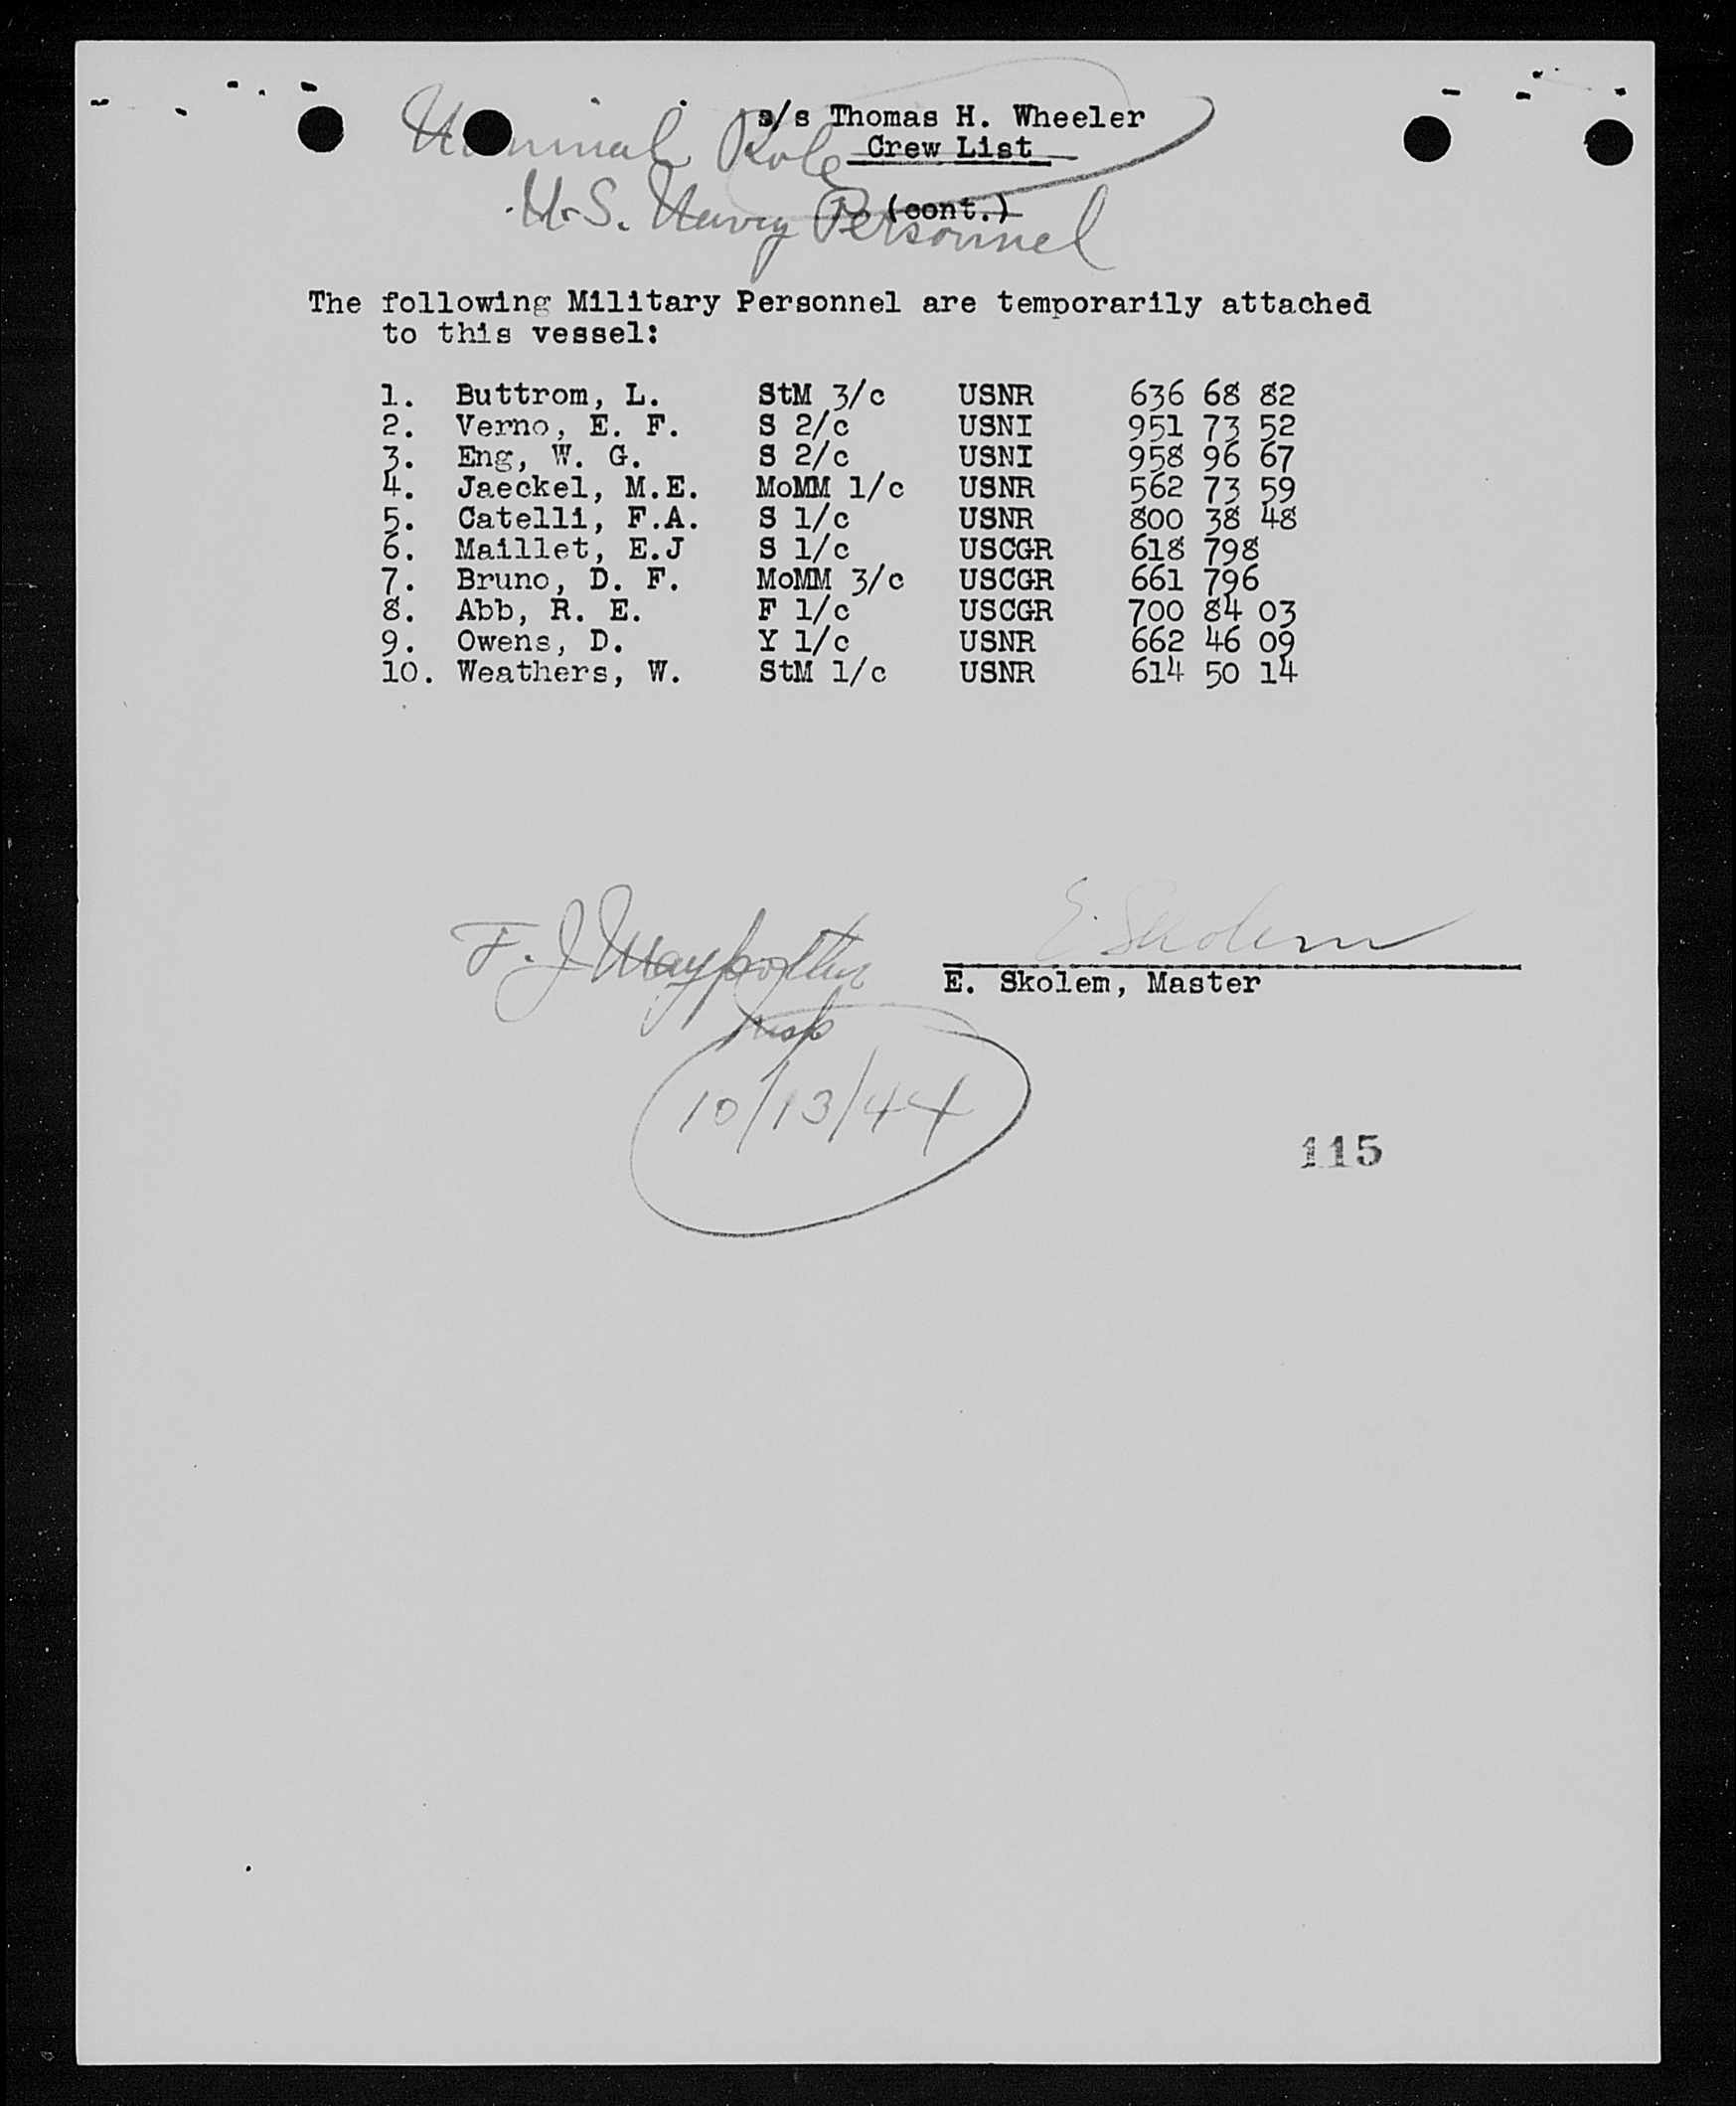 s/s Thomas H. Wheeler
Crew List
(cont.)
Nominal Role
U.S. Navy Personnel
The following Military Personnel are temporarily attached
to this vessel:
1. Buttrom, L. StM 3/c USNR 636 68 82
2. Verno, E. F. S 2/c USNI 951 73 52
3. Eng, W. G. S 2/c USNI 958 96 67
4. Jaeckel, M.E. MoMM 1/c USNR 562 73 59
5. Catelli, F.A. S 1/c USNR 800 38 48
6. Maillet, E.J S 1/c USCGR 618 798
7. Bruno, D. F. MoMM 3/c USCGR 661 796
8. Abb, R. E. F 1/c USCGR 700 84 03
9. Owens, D. Y 1/c USNR 662 46 09
10. Weathers, W. StM 1/c USNR 614 50 14
F. J.
E. Skolem
E. Skolem, Master
10/13/44
115